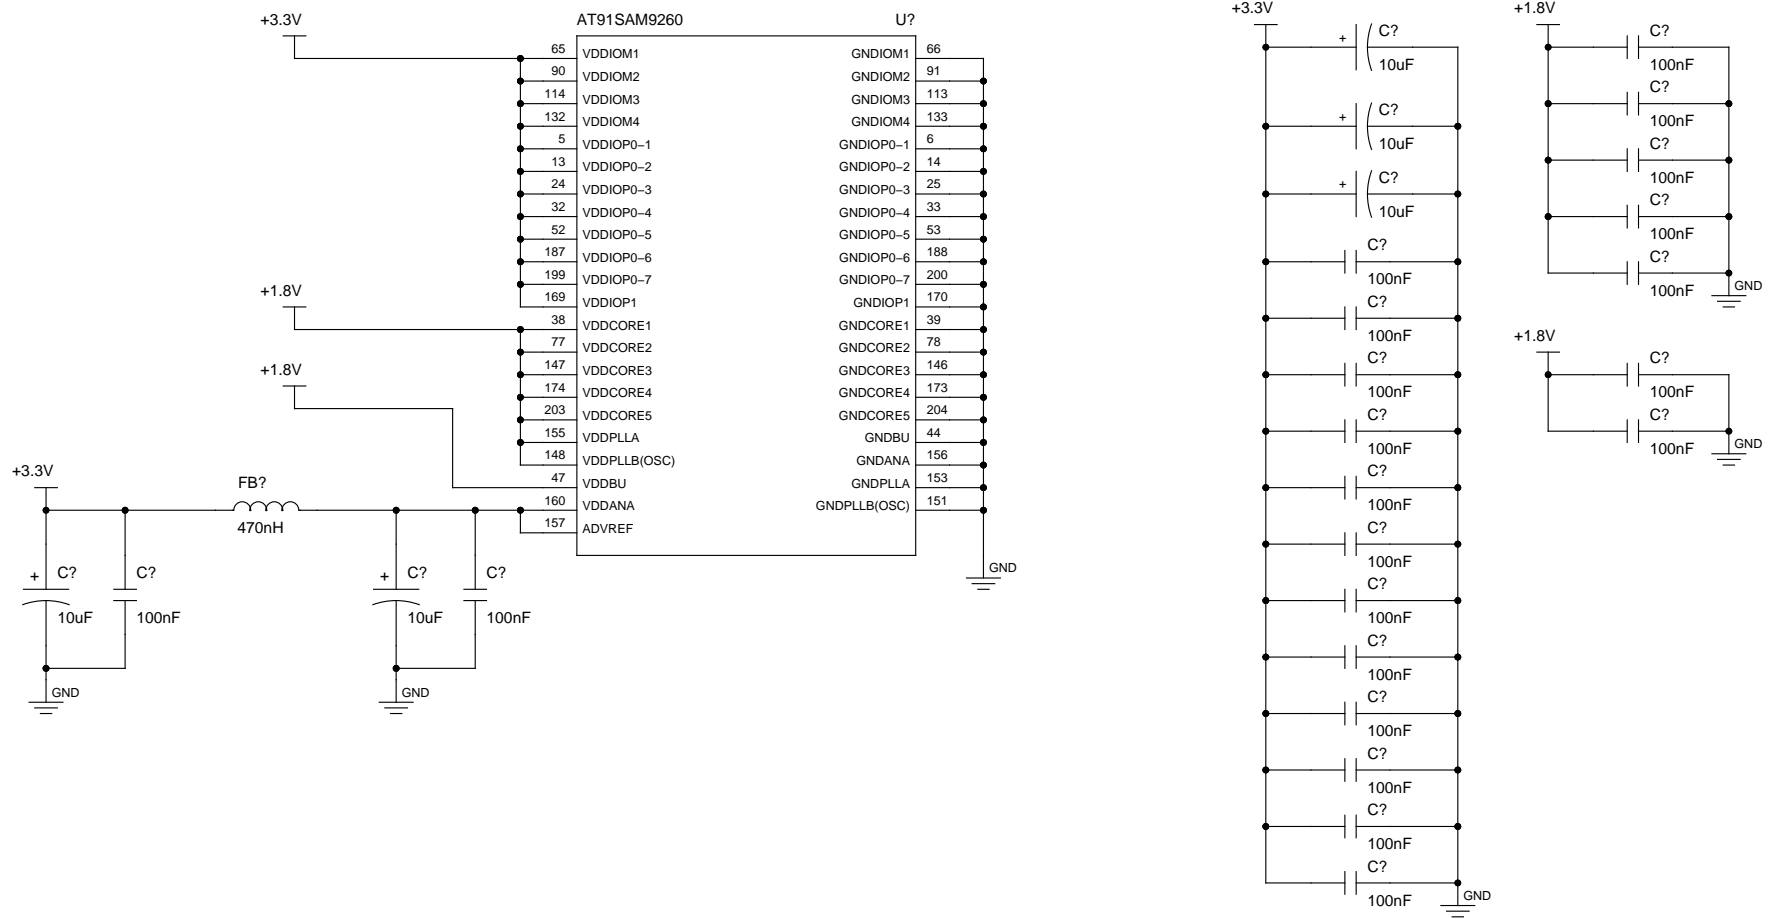 +3.3V
AT91SAM9260 U?
65 VDDIOM1 GNDIOM1 66
90 VDDIOM2 GNDIOM2 91
114 VDDIOM3 GNDIOM3 113
132 VDDIOM4 GNDIOM4 133
5 VDDIOP0-1 GNDIOP0-1 6
13 VDDIOP0-2 GNDIOP0-2 14
24 VDDIOP0-3 GNDIOP0-3 25
32 VDDIOP0-4 GNDIOP0-4 33
52 VDDIOP0-5 GNDIOP0-5 53
187 VDDIOP0-6 GNDIOP0-6 188
199 VDDIOP0-7 GNDIOP0-7 200
169 VDDIOP1 GNDIOP1 170
+1.8V
38 VDDCORE1 GNDCORE1 39
77 VDDCORE2 GNDCORE2 78
147 VDDCORE3 GNDCORE3 146
+1.8V
174 VDDCORE4 GNDCORE4 173
203 VDDCORE5 GNDCORE5 204
155 VDDPLLA GNDBU 44
148 VDDPLLB(OSC) GNDANA 156
47 VDDBU GNDPLLA 153
160 VDDANA GNDPLLB(OSC) 151
157 ADVREF
GND
+3.3V
FB?
470nH
+ C?
10uF
C?
100nF
GND
+ C?
10uF
C?
100nF
GND
+3.3V
+ C?
10uF
+ C?
10uF
+ C?
10uF
C?
100nF
C?
100nF
C?
100nF
C?
100nF
C?
100nF
C?
100nF
C?
100nF
C?
100nF
C?
100nF
C?
100nF
C?
100nF
C?
100nF
GND
+1.8V
C?
100nF
C?
100nF
C?
100nF
C?
100nF
C?
100nF
GND
+1.8V
C?
100nF
C?
100nF
GND